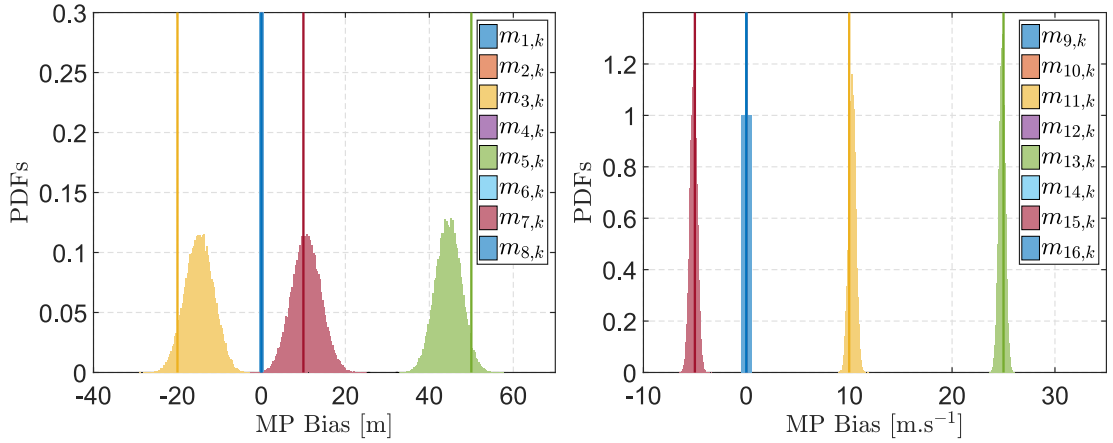 0.3
0.25
0.2
0.15
0.1
0.05
0
PDFs
-40 -20 0 20 40 60
MP Bias [m]
m1,k
m2,k
m3,k
m4,k
m5,k
m6,k
m7,k
m8,k
1.2
1
0.8
0.6
0.4
0.2
0
PDFs
-10 0 10 20 30
MP Bias [m.s⁻¹]
m9,k
m10,k
m11,k
m12,k
m13,k
m14,k
m15,k
m16,k